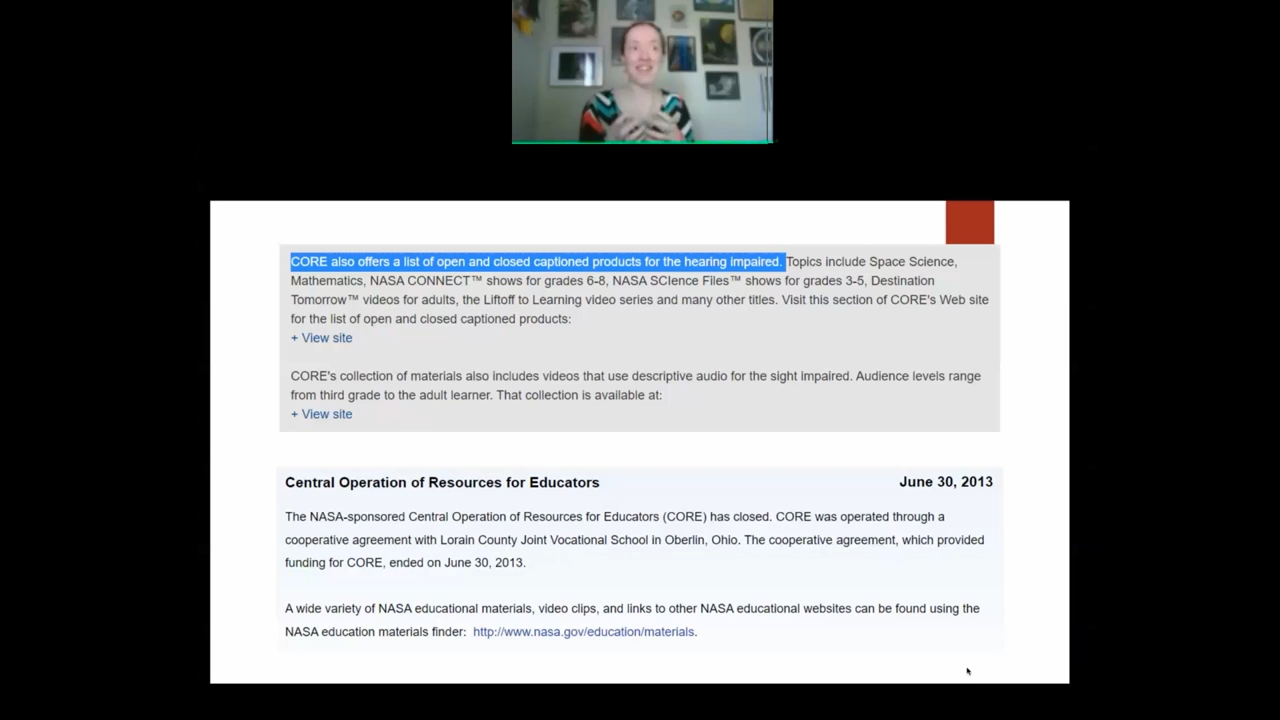 CORE also offers a list of open and closed captioned products for the hearing impaired. Topics include Space Science,
Mathematics, NASA CONNECT™ shows for grades 6-8, NASA SCIence Files™ shows for grades 3-5, Destination
Tomorrow™ videos for adults, the Liftoff to Learning video series and many other titles. Visit this section of CORE's Web site
for the list of open and closed captioned products:
+ View site
CORE's collection of materials also includes videos that use descriptive audio for the sight impaired. Audience levels range
from third grade to the adult learner. That collection is available at:
+ View site
Central Operation of Resources for Educators June 30, 2013
The NASA-sponsored Central Operation of Resources for Educators (CORE) has closed. CORE was operated through a
cooperative agreement with Lorain County Joint Vocational School in Oberlin, Ohio. The cooperative agreement, which provided
funding for CORE, ended on June 30, 2013.
A wide variety of NASA educational materials, video clips, and links to other NASA educational websites can be found using the
NASA education materials finder: http://www.nasa.gov/education/materials.